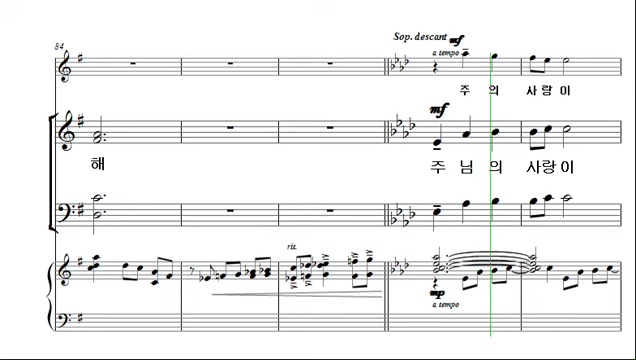 Sop. descant mf
84
a tempo
주 의 사랑 이
mf
해 주 님 의 사랑 이
rit.
mp
a tempo